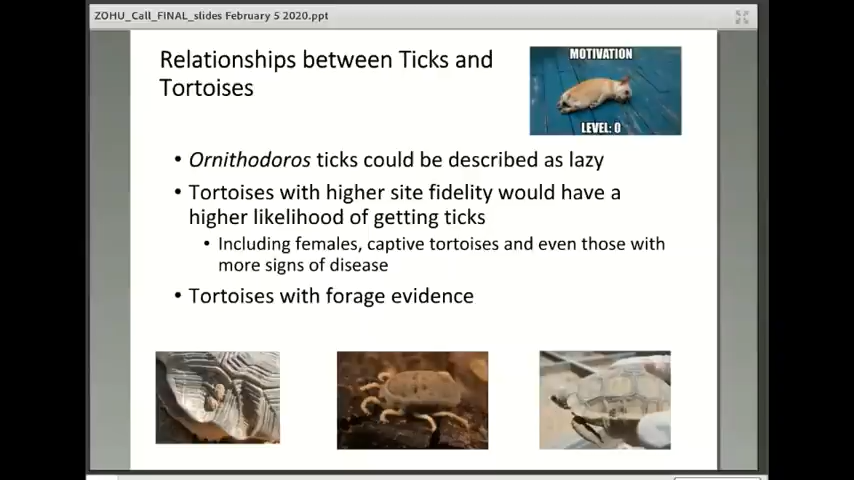 ZOHU_Call_FINAL_slides February 5 2020.ppt
Relationships between Ticks and
Tortoises
MOTIVATION
LEVEL: 0
• Ornithodoros ticks could be described as lazy
• Tortoises with higher site fidelity would have a
higher likelihood of getting ticks
• Including females, captive tortoises and even those with
more signs of disease
• Tortoises with forage evidence